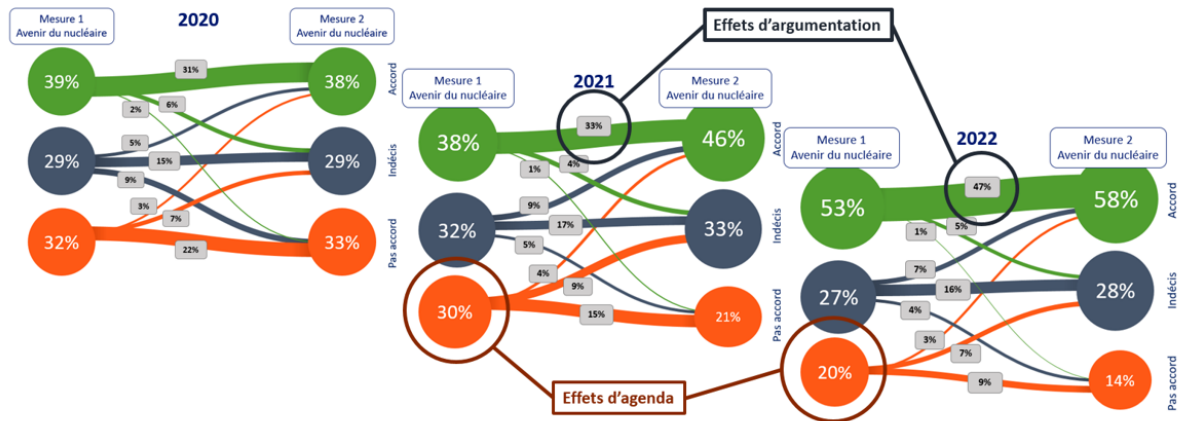 2020
Mesure 1
Avenir du nucléaire
Mesure 2
Avenir du nucléaire
39%
31%
38%
Accord
2%
6%
5%
29%
15%
29%
Indécis
9%
3%
7%
32%
22%
33%
Pas accord
Effets d’argumentation
2021
Mesure 1
Avenir du nucléaire
Mesure 2
Avenir du nucléaire
38%
33%
46%
Accord
1%
4%
9%
32%
17%
33%
Indécis
5%
4%
9%
30%
15%
21%
Pas accord
2022
Mesure 1
Avenir du nucléaire
Mesure 2
Avenir du nucléaire
53%
47%
58%
Accord
1%
5%
7%
27%
16%
28%
Indécis
4%
3%
7%
20%
9%
14%
Pas accord
Effets d’agenda